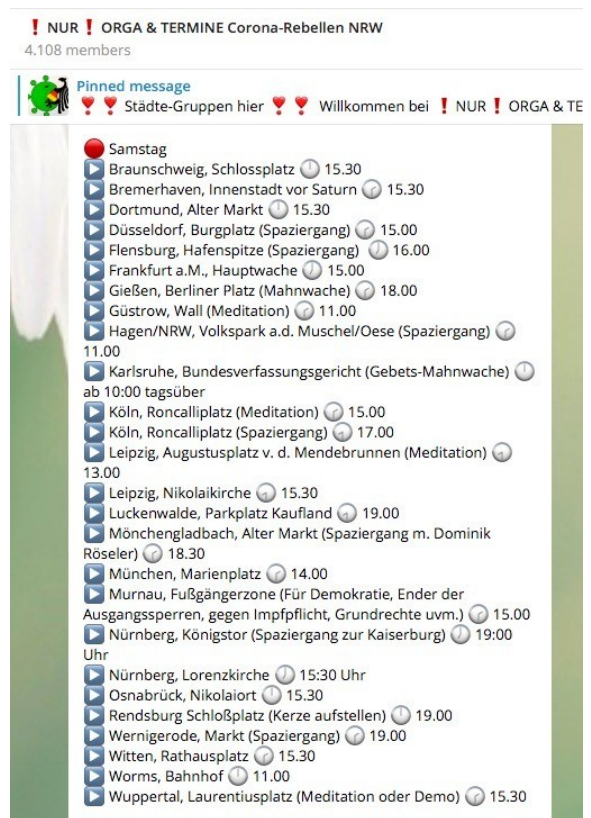 ❗ NUR ❗ ORGA & TERMINE Corona-Rebellen NRW
4.108 members
Pinned message
❣️ ❣️ Städte-Gruppen hier ❣️ ❣️ Willkommen bei ❗ NUR ❗ ORGA & TE
🔴 Samstag
▶️ Braunschweig, Schlossplatz 🕛 15.30
▶️ Bremerhaven, Innenstadt vor Saturn 🕝 15.30
▶️ Dortmund, Alter Markt 🕛 15.30
▶️ Düsseldorf, Burgplatz (Spaziergang) 🕝 15.00
▶️ Flensburg, Hafenspitze (Spaziergang) 🕖 16.00
▶️ Frankfurt a.M., Hauptwache 🕖 15.00
▶️ Gießen, Berliner Platz (Mahnwache) 🕝 18.00
▶️ Güstrow, Wall (Meditation) 🕝 11.00
▶️ Hagen/NRW, Volkspark a.d. Muschel/Oese (Spaziergang) 🕝
11.00
▶️ Karlsruhe, Bundesverfassungsgericht (Gebets-Mahnwache) 🕛
ab 10:00 tagsüber
▶️ Köln, Roncalliplatz (Meditation) 🕝 15.00
▶️ Köln, Roncalliplatz (Spaziergang) 🕢 17.00
▶️ Leipzig, Augustusplatz v. d. Mendebrunnen (Meditation) 🕢
13.00
▶️ Leipzig, Nikolaikirche 🕢 15.30
▶️ Luckenwalde, Parkplatz Kaufland 🕢 19.00
▶️ Mönchengladbach, Alter Markt (Spaziergang m. Dominik
Röseler) 🕝 18.30
▶️ München, Marienplatz 🕝 14.00
▶️ Murnau, Fußgängerzone (Für Demokratie, Ender der
Ausgangssperren, gegen Impfpflicht, Grundrechte uvm.) 🕝 15.00
▶️ Nürnberg, Königstor (Spaziergang zur Kaiserburg) 🕖 19:00
Uhr
▶️ Nürnberg, Lorenzkirche 🕖 15:30 Uhr
▶️ Osnabrück, Nikolaiort 🕛 15.30
▶️ Rendsburg Schloßplatz (Kerze aufstellen) 🕛 19.00
▶️ Wernigerode, Markt (Spaziergang) 🕝 19.00
▶️ Witten, Rathausplatz 🕝 15.30
▶️ Worms, Bahnhof 🕛 11.00
▶️ Wuppertal, Laurentiusplatz (Meditation oder Demo) 🕝 15.30